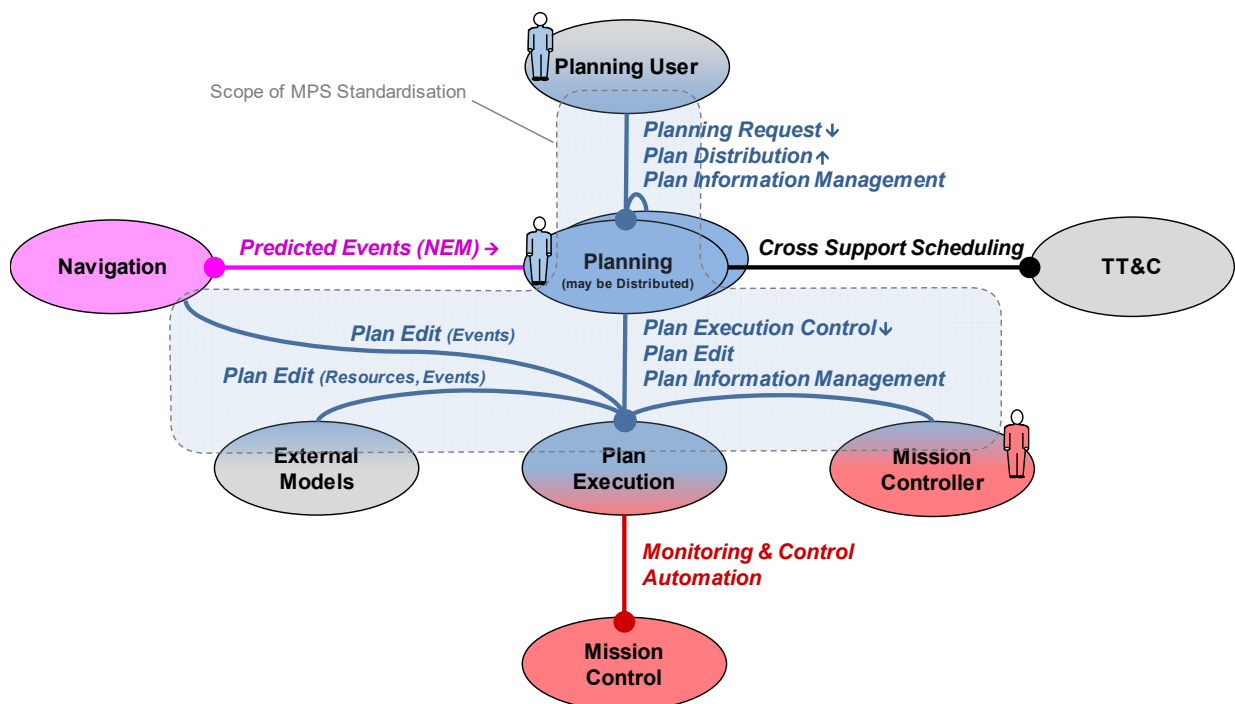 Planning User
Scope of MPS Standardisation
Planning Request ↓
Plan Distribution ↑
Plan Information Management
Navigation
Predicted Events (NEM) →
Planning
(may be Distributed)
Cross Support Scheduling
TT&C
Plan Edit (Events)
Plan Edit (Resources, Events)
Plan Execution Control ↓
Plan Edit
Plan Information Management
External
Models
Plan
Execution
Mission
Controller
Monitoring & Control
Automation
Mission
Control